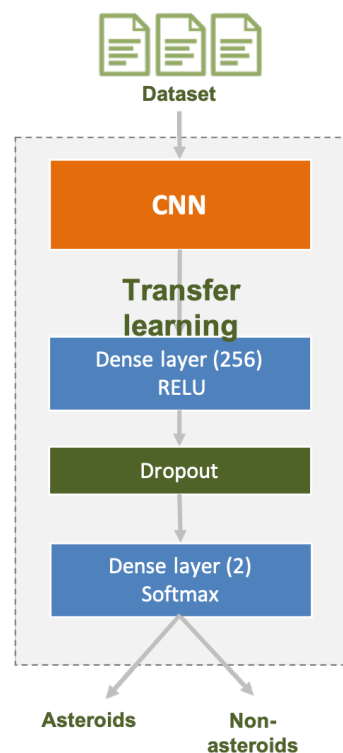 Dataset
CNN
Transfer
learning
Dense layer (256)
RELU
Dropout
Dense layer (2)
Softmax
Asteroids
Non-
asteroids